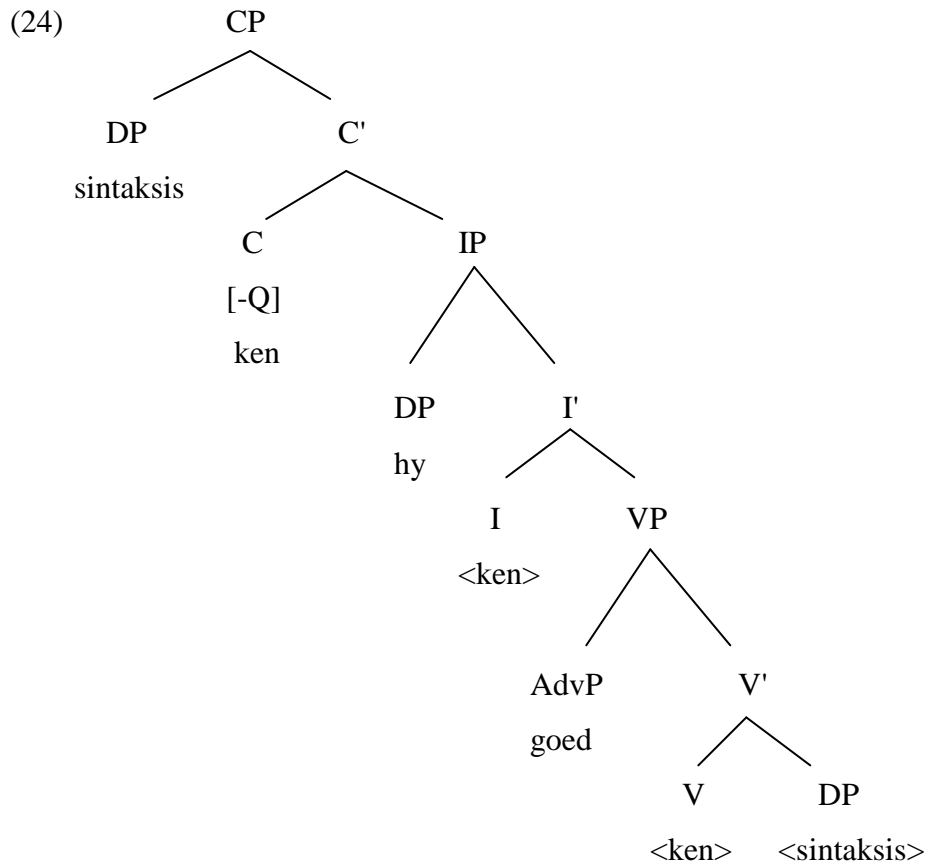 (24) CP
DP C'
sintaksis
C IP
[-Q]
ken
DP I'
hy
I VP
<ken>
AdvP V'
goed
V DP
<ken> <sintaksis>